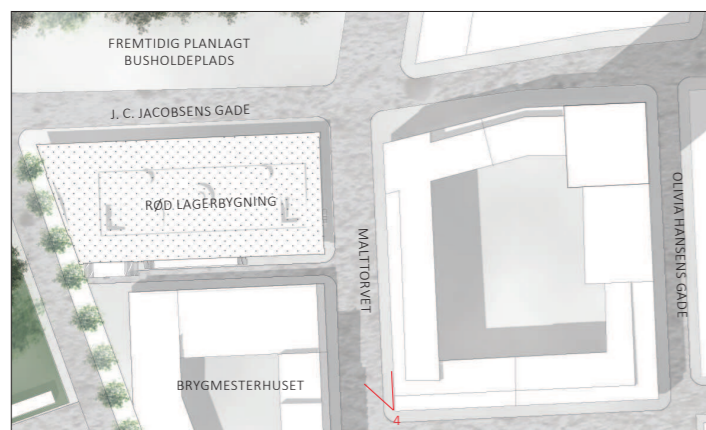 FREMTIDIG PLANLAGT
BUSHOLDEPLADS
J. C. JACOBSENS GADE
RØD LAGERBYGNING
MALTTORVET
OLIVIA HANSENS GADE
BRYGMESTERHUSET
4